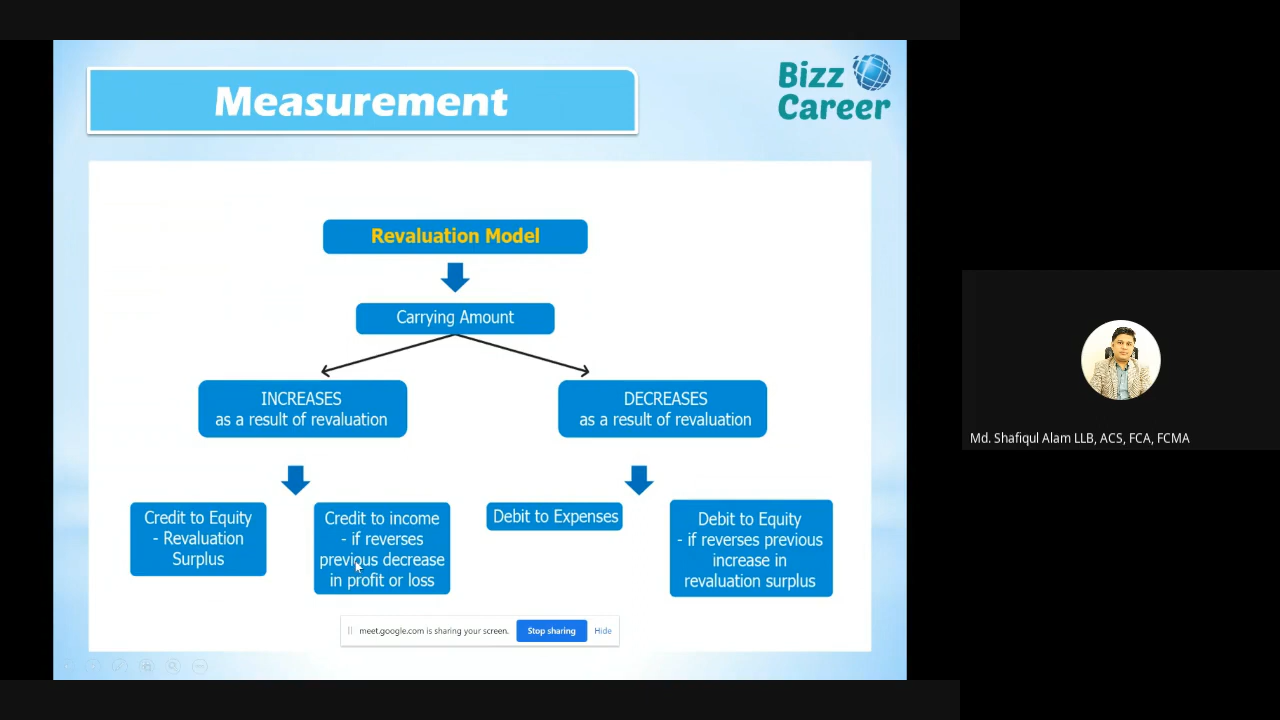 Measurement
Bizz
Career
Revaluation Model
Carrying Amount
INCREASES
as a result of revaluation
DECREASES
as a result of revaluation
Credit to Equity
- Revaluation
Surplus
Credit to income
- if reverses
previous decrease
in profit or loss
Debit to Expenses
Debit to Equity
- if reverses previous
increase in
revaluation surplus
meet.google.com is sharing your screen.
Stop sharing
Hide
Md. Shafiqul Alam LLB, ACS, FCA, FCMA